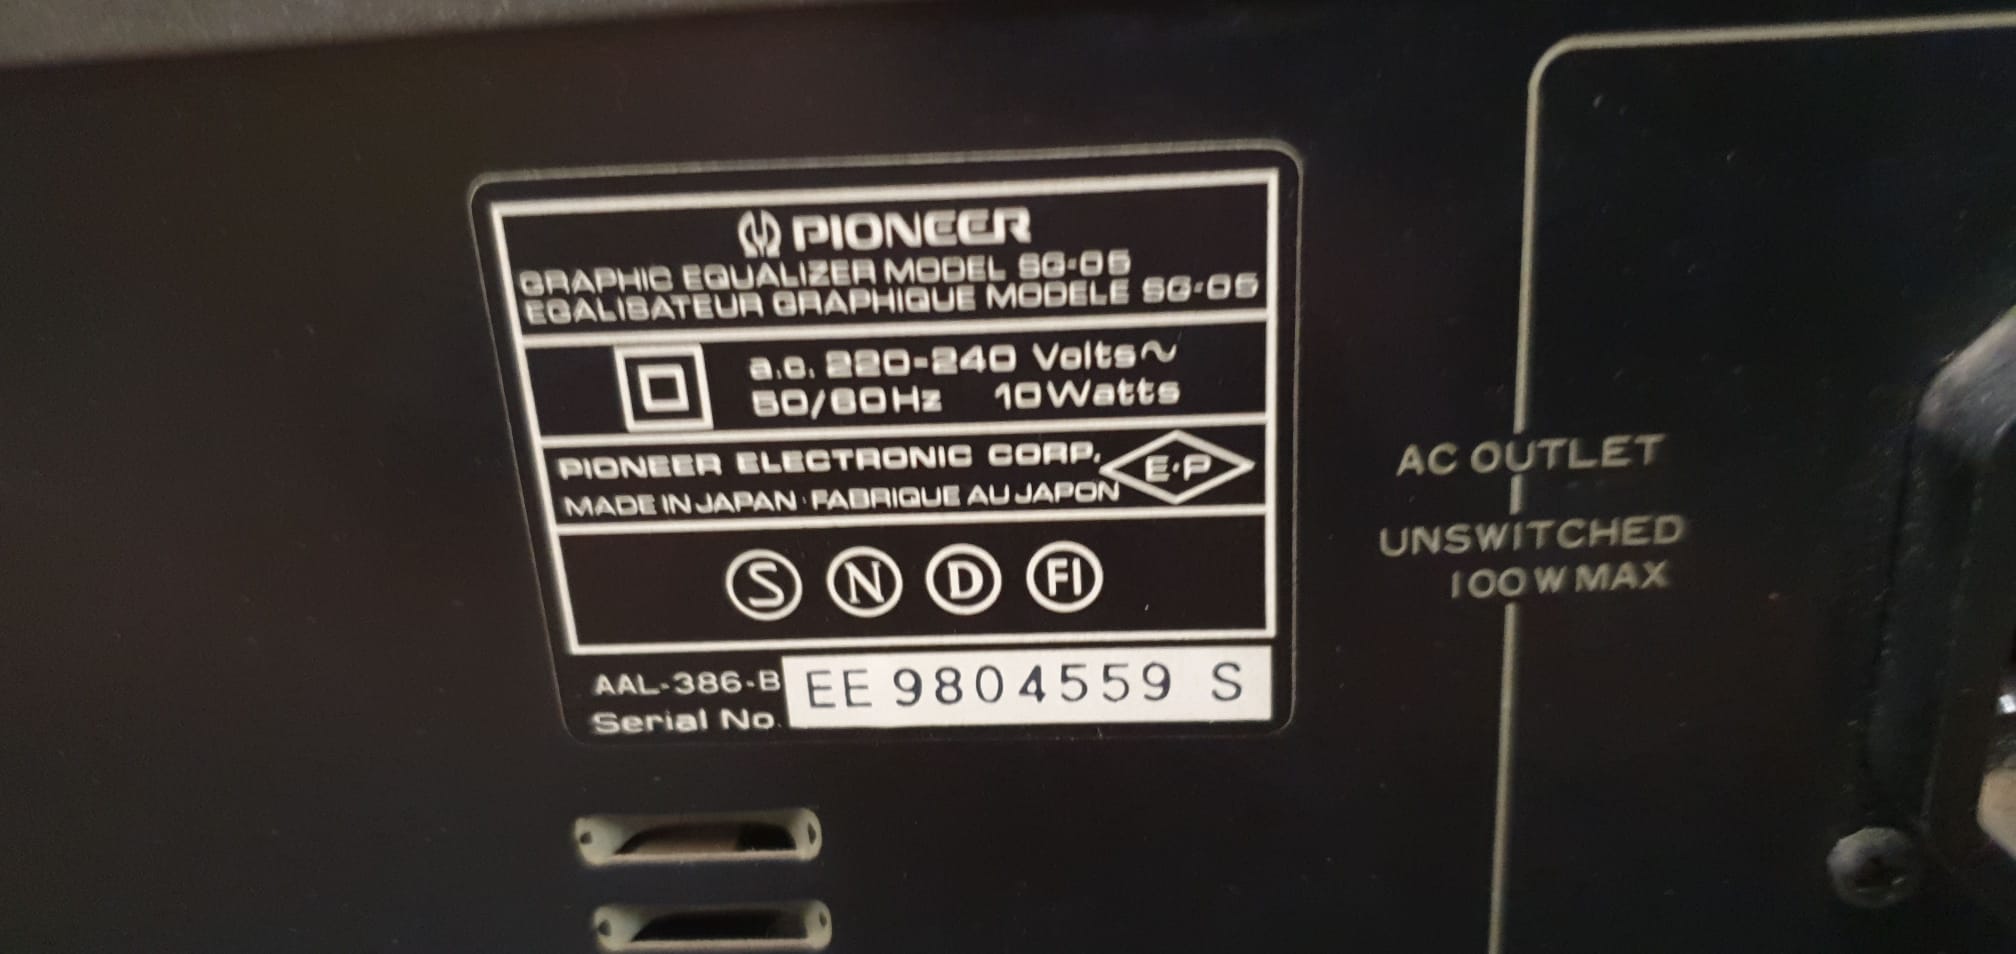 PIONEER
GRAPHIC EQUALIZER MODEL SG-05
EGALISATEUR GRAPHIQUE MODELE SG-05
a.c. 220-240 Volts~
50/60Hz 10Watts
PIONEER ELECTRONIC CORP.
E·P
MADE IN JAPAN·FABRIQUE AU JAPON
S N D FI
AAL-386-B
Serial No. EE 9804559 S
AC OUTLET
UNSWITCHED
100W MAX